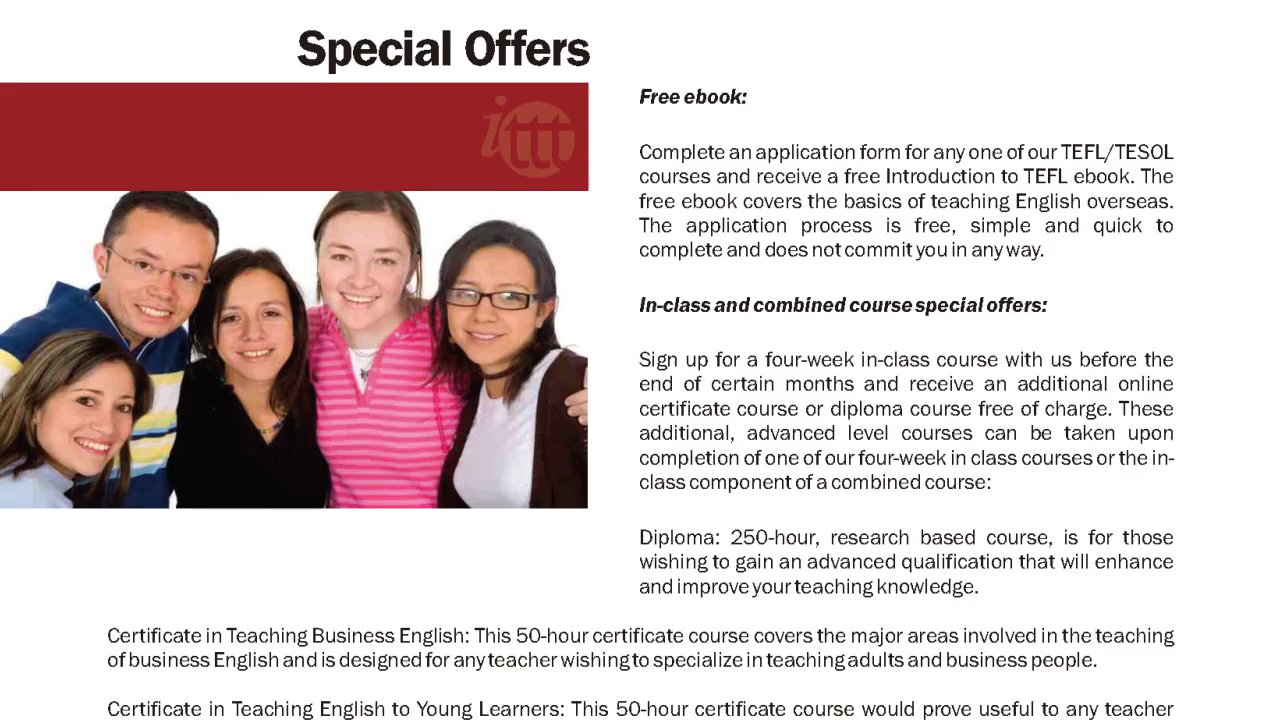 Special Offers
ittt
Free ebook:
Complete an application form for any one of our TEFL/TESOL
courses and receive a free Introduction to TEFL ebook. The
free ebook covers the basics of teaching English overseas.
The application process is free, simple and quick to
complete and does not commit you in any way.
In-class and combined course special offers:
Sign up for a four-week in-class course with us before the
end of certain months and receive an additional online
certificate course or diploma course free of charge. These
additional, advanced level courses can be taken upon
completion of one of our four-week in class courses or the in-
class component of a combined course:
Diploma: 250-hour, research based course, is for those
wishing to gain an advanced qualification that will enhance
and improve your teaching knowledge.
Certificate in Teaching Business English: This 50-hour certificate course covers the major areas involved in the teaching
of business English and is designed for any teacher wishing to specialize in teaching adults and business people.
Certificate in Teaching English to Young Learners: This 50-hour certificate course would prove useful to any teacher